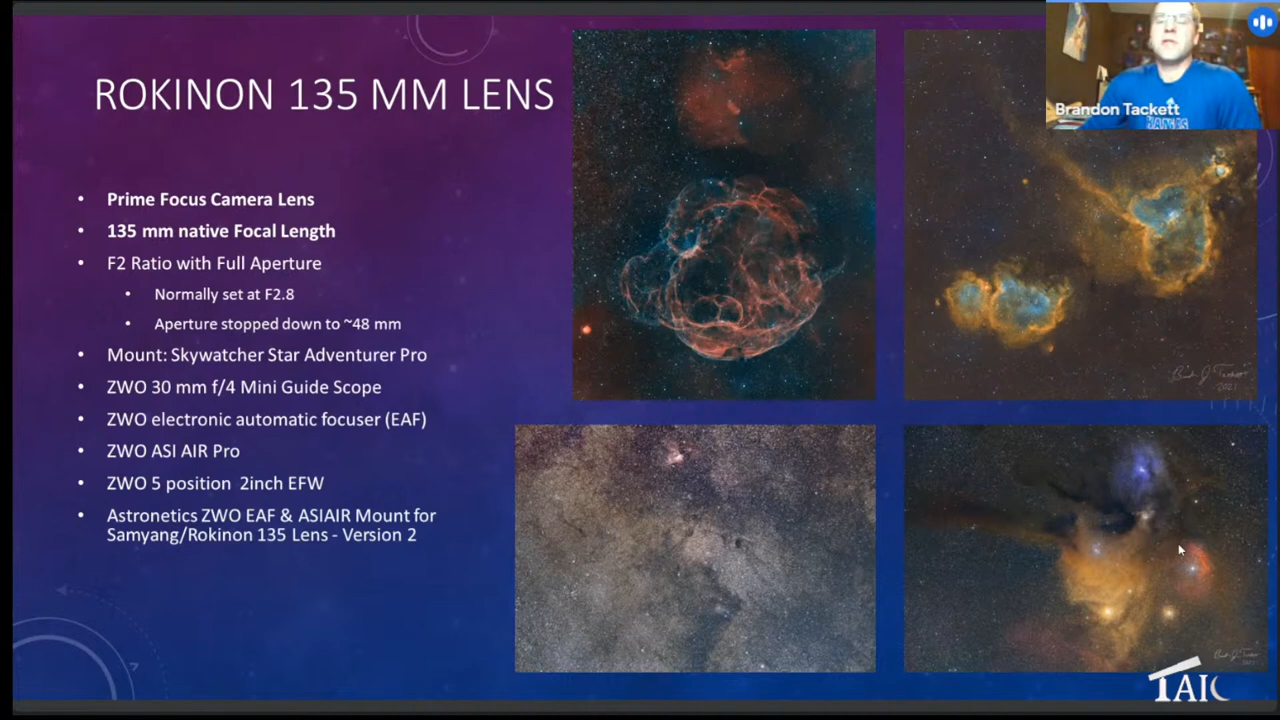 ROKINON 135 MM LENS
• Prime Focus Camera Lens
• 135 mm native Focal Length
• F2 Ratio with Full Aperture
• Normally set at F2.8
• Aperture stopped down to ~48 mm
• Mount: Skywatcher Star Adventurer Pro
• ZWO 30 mm f/4 Mini Guide Scope
• ZWO electronic automatic focuser (EAF)
• ZWO ASI AIR Pro
• ZWO 5 position 2inch EFW
• Astronetics ZWO EAF & ASIAIR Mount for
Samyang/Rokinon 135 Lens - Version 2
Brandon Tackett
2021
TAIC